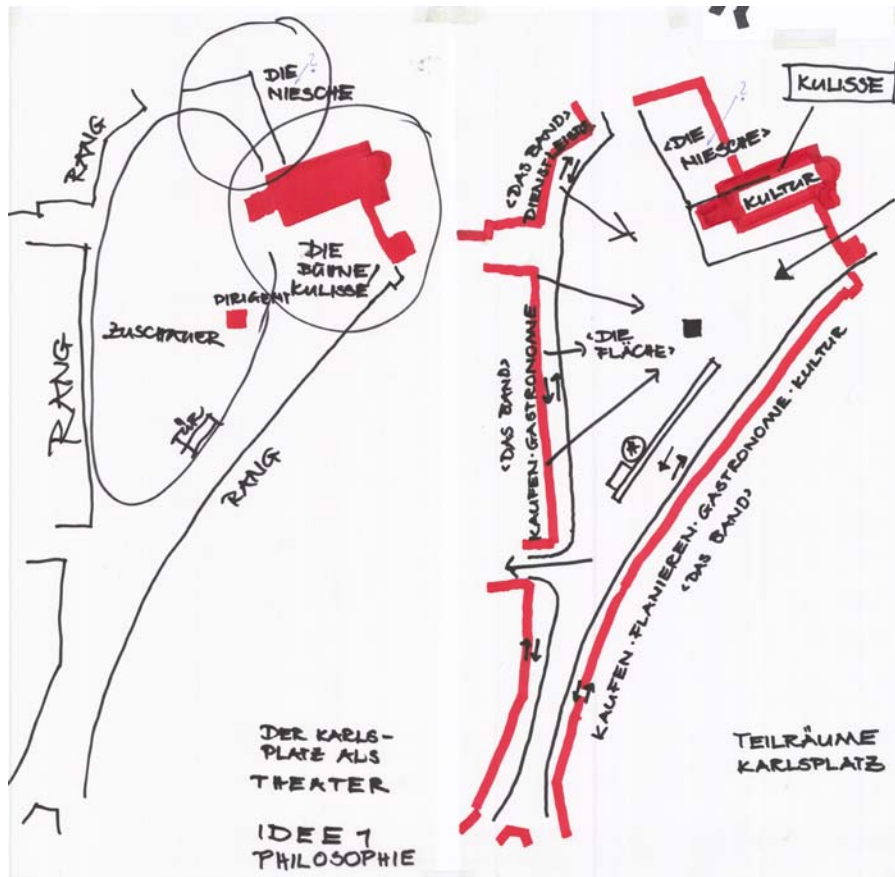 DIE
NIESCHE
?
RANG
DIE
BÜHNE
KULISSE
DIRIGENT
ZUSCHAUER
RANG
TÜR
RANG
DER KARLS-
PLATZ ALS
THEATER
IDEE 1
PHILOSOPHIE
KULISSE
?
<DIE
NIESCHE>
KULTUR
<DAS BAND>
DIENSTLEISTG
<DIE
FLÄCHE>
<DAS BAND>
KAUFEN·GASTRONOMIE
KAUFEN·FLANIEREN·GASTRONOMIE·KULTUR
<DAS BAND>
TEILRÄUME
KARLSPLATZ